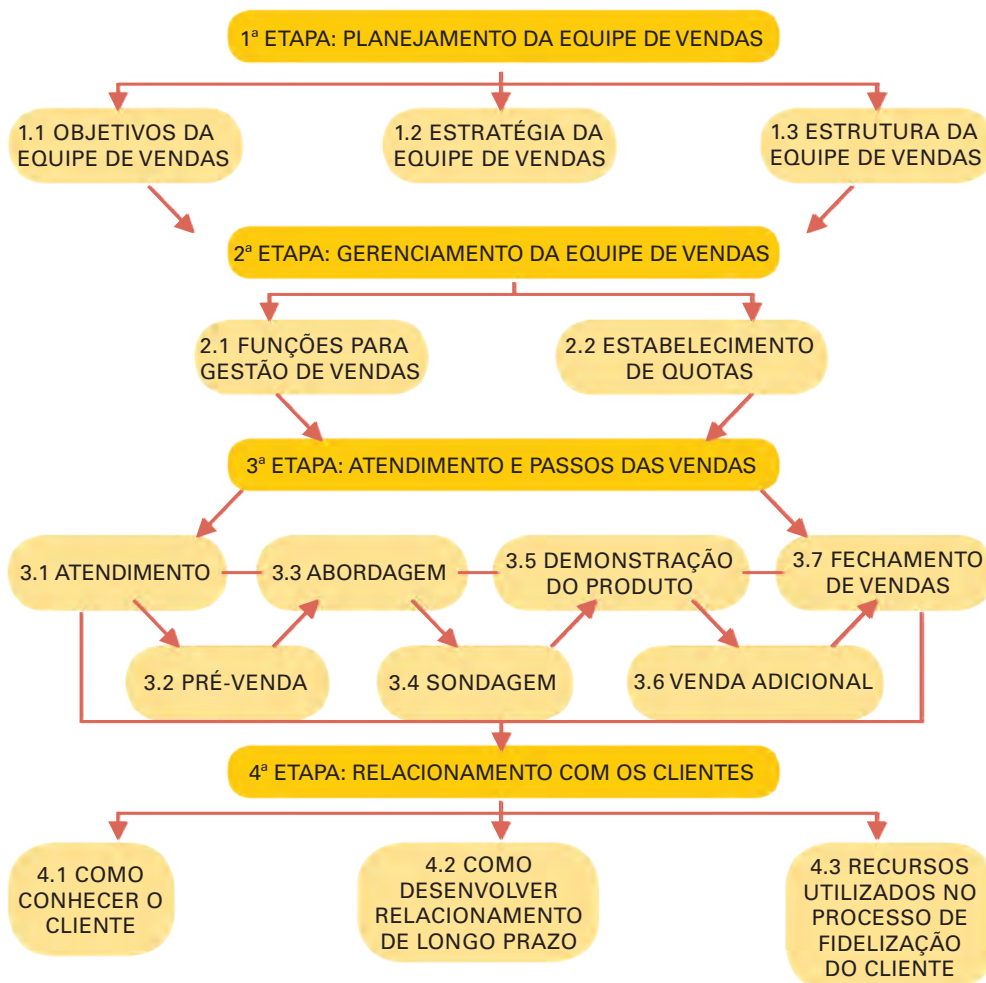 1ª ETAPA: PLANEJAMENTO DA EQUIPE DE VENDAS
1.1 OBJETIVOS DA
EQUIPE DE VENDAS
1.2 ESTRATÉGIA DA
EQUIPE DE VENDAS
1.3 ESTRUTURA DA
EQUIPE DE VENDAS
2ª ETAPA: GERENCIAMENTO DA EQUIPE DE VENDAS
2.1 FUNÇÕES PARA
GESTÃO DE VENDAS
2.2 ESTABELECIMENTO
DE QUOTAS
3ª ETAPA: ATENDIMENTO E PASSOS DAS VENDAS
3.1 ATENDIMENTO
3.2 PRÉ-VENDA
3.3 ABORDAGEM
3.4 SONDAGEM
3.5 DEMONSTRAÇÃO
DO PRODUTO
3.6 VENDA ADICIONAL
3.7 FECHAMENTO
DE VENDAS
4ª ETAPA: RELACIONAMENTO COM OS CLIENTES
4.1 COMO
CONHECER O
CLIENTE
4.2 COMO
DESENVOLVER
RELACIONAMENTO
DE LONGO PRAZO
4.3 RECURSOS
UTILIZADOS NO
PROCESSO DE
FIDELIZAÇÃO
DO CLIENTE